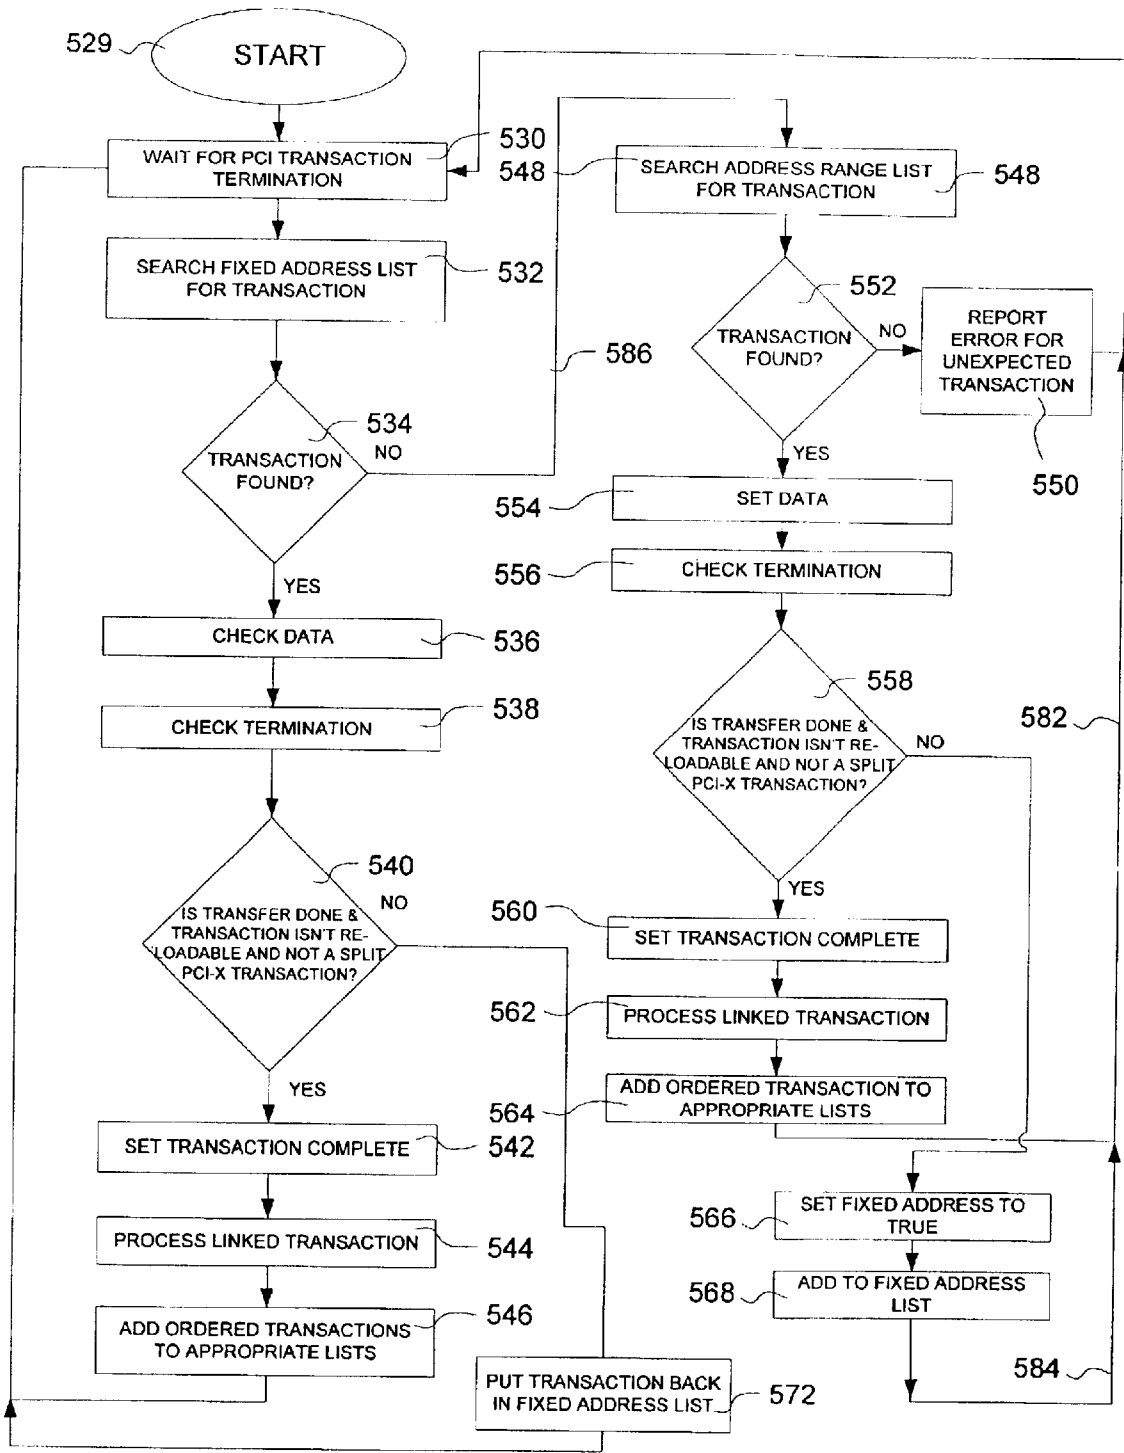 529
START
530
WAIT FOR PCI TRANSACTION
TERMINATION
532
SEARCH FIXED ADDRESS LIST
FOR TRANSACTION
534
TRANSACTION
FOUND?
NO
586
YES
CHECK DATA
536
CHECK TERMINATION
538
540
NO
IS TRANSFER DONE &
TRANSACTION ISN'T RE-
LOADABLE AND NOT A SPLIT
PCI-X TRANSACTION?
YES
SET TRANSACTION COMPLETE
542
PROCESS LINKED TRANSACTION
544
ADD ORDERED TRANSACTIONS
TO APPROPRIATE LISTS
546
PUT TRANSACTION BACK
IN FIXED ADDRESS LIST
572
548
SEARCH ADDRESS RANGE LIST
FOR TRANSACTION
548
552
TRANSACTION
FOUND?
NO
REPORT
ERROR FOR
UNEXPECTED
TRANSACTION
550
YES
554
SET DATA
556
CHECK TERMINATION
558
IS TRANSFER DONE &
TRANSACTION ISN'T RE-
LOADABLE AND NOT A SPLIT
PCI-X TRANSACTION?
NO
582
YES
560
SET TRANSACTION COMPLETE
562
PROCESS LINKED TRANSACTION
564
ADD ORDERED TRANSACTION TO
APPROPRIATE LISTS
566
SET FIXED ADDRESS TO
TRUE
568
ADD TO FIXED ADDRESS
LIST
584